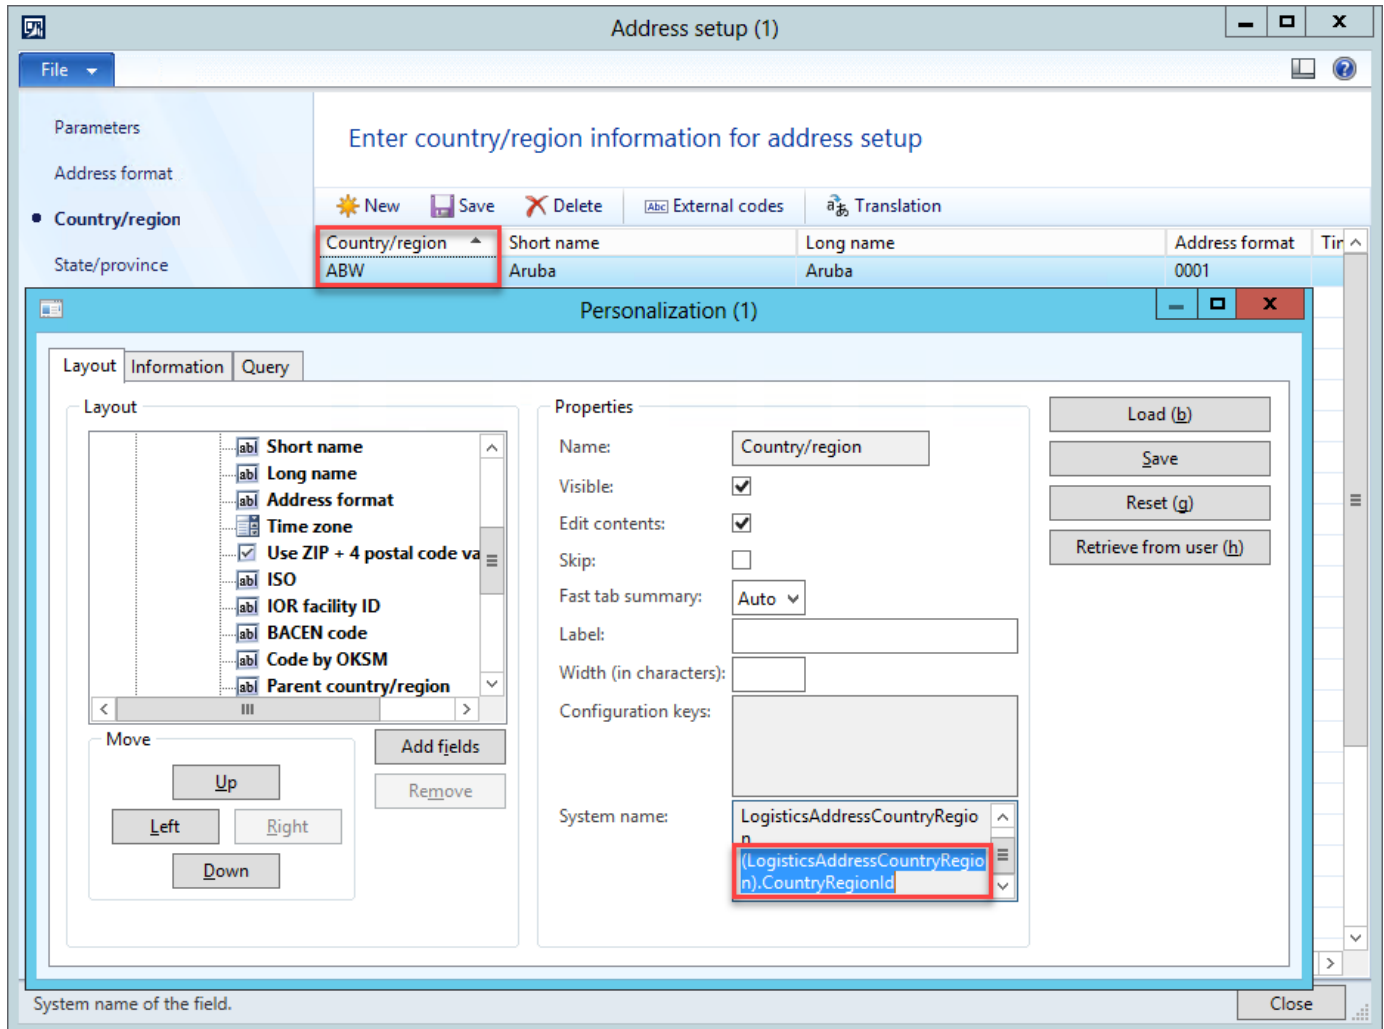 Address setup (1)
File
Parameters
Address format
Country/region
State/province
Enter country/region information for address setup
New Save Delete Abc External codes Translation
Country/region Short name Long name Address format Tir
ABW Aruba Aruba 0001
Personalization (1)
Layout Information Query
Layout
Short name
Long name
Address format
Time zone
Use ZIP + 4 postal code va
ISO
IOR facility ID
BACEN code
Code by OKSM
Parent country/region
Move
Up
Left Right
Down
Add fields
Remove
Properties
Name: Country/region
Visible:
Edit contents:
Skip:
Fast tab summary: Auto
Label:
Width (in characters):
Configuration keys:
System name: LogisticsAddressCountryRegio
n
(LogisticsAddressCountryRegio
n).CountryRegionId
Load (b)
Save
Reset (g)
Retrieve from user (h)
System name of the field.
Close